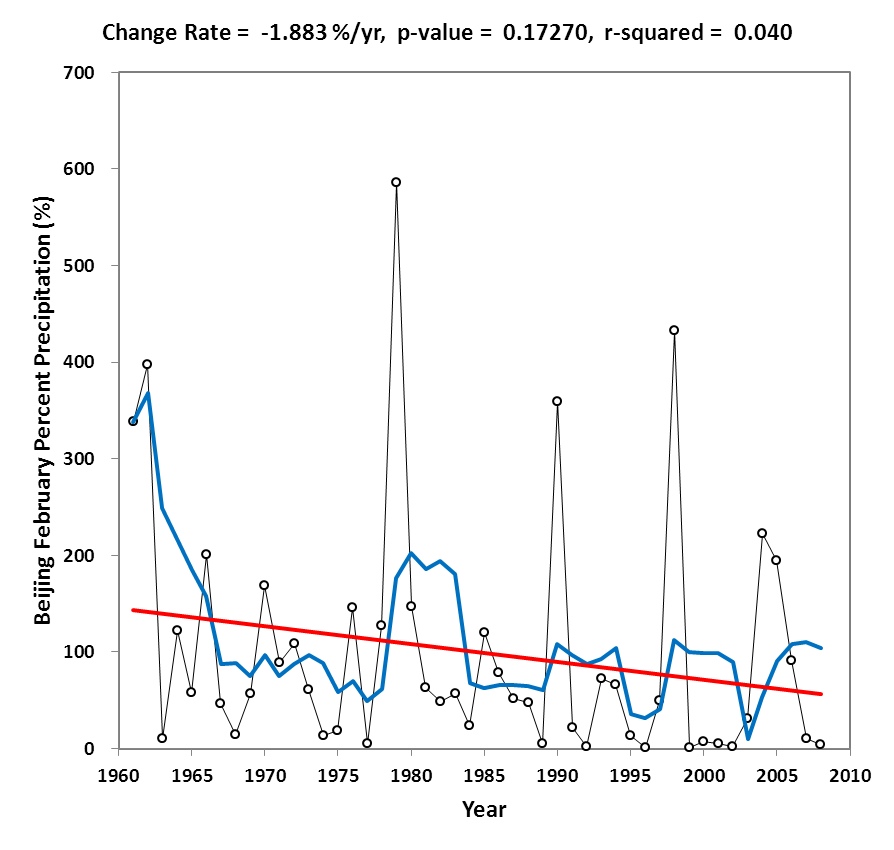 Change Rate = -1.883 %/yr, p-value = 0.17270, r-squared = 0.040
700
600
500
400
300
200
100
0
Beijing February Percent Precipitation (%)
1960 1965 1970 1975 1980 1985 1990 1995 2000 2005 2010
Year